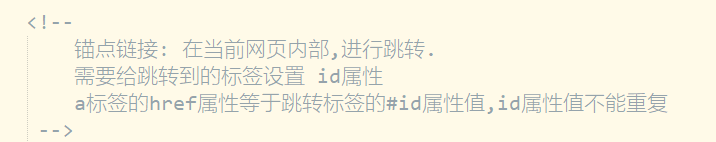 <!--
锚点链接: 在当前网页内部,进行跳转.
需要给跳转到的标签设置 id属性
a标签的href属性等于跳转标签的#id属性值,id属性值不能重复
-->